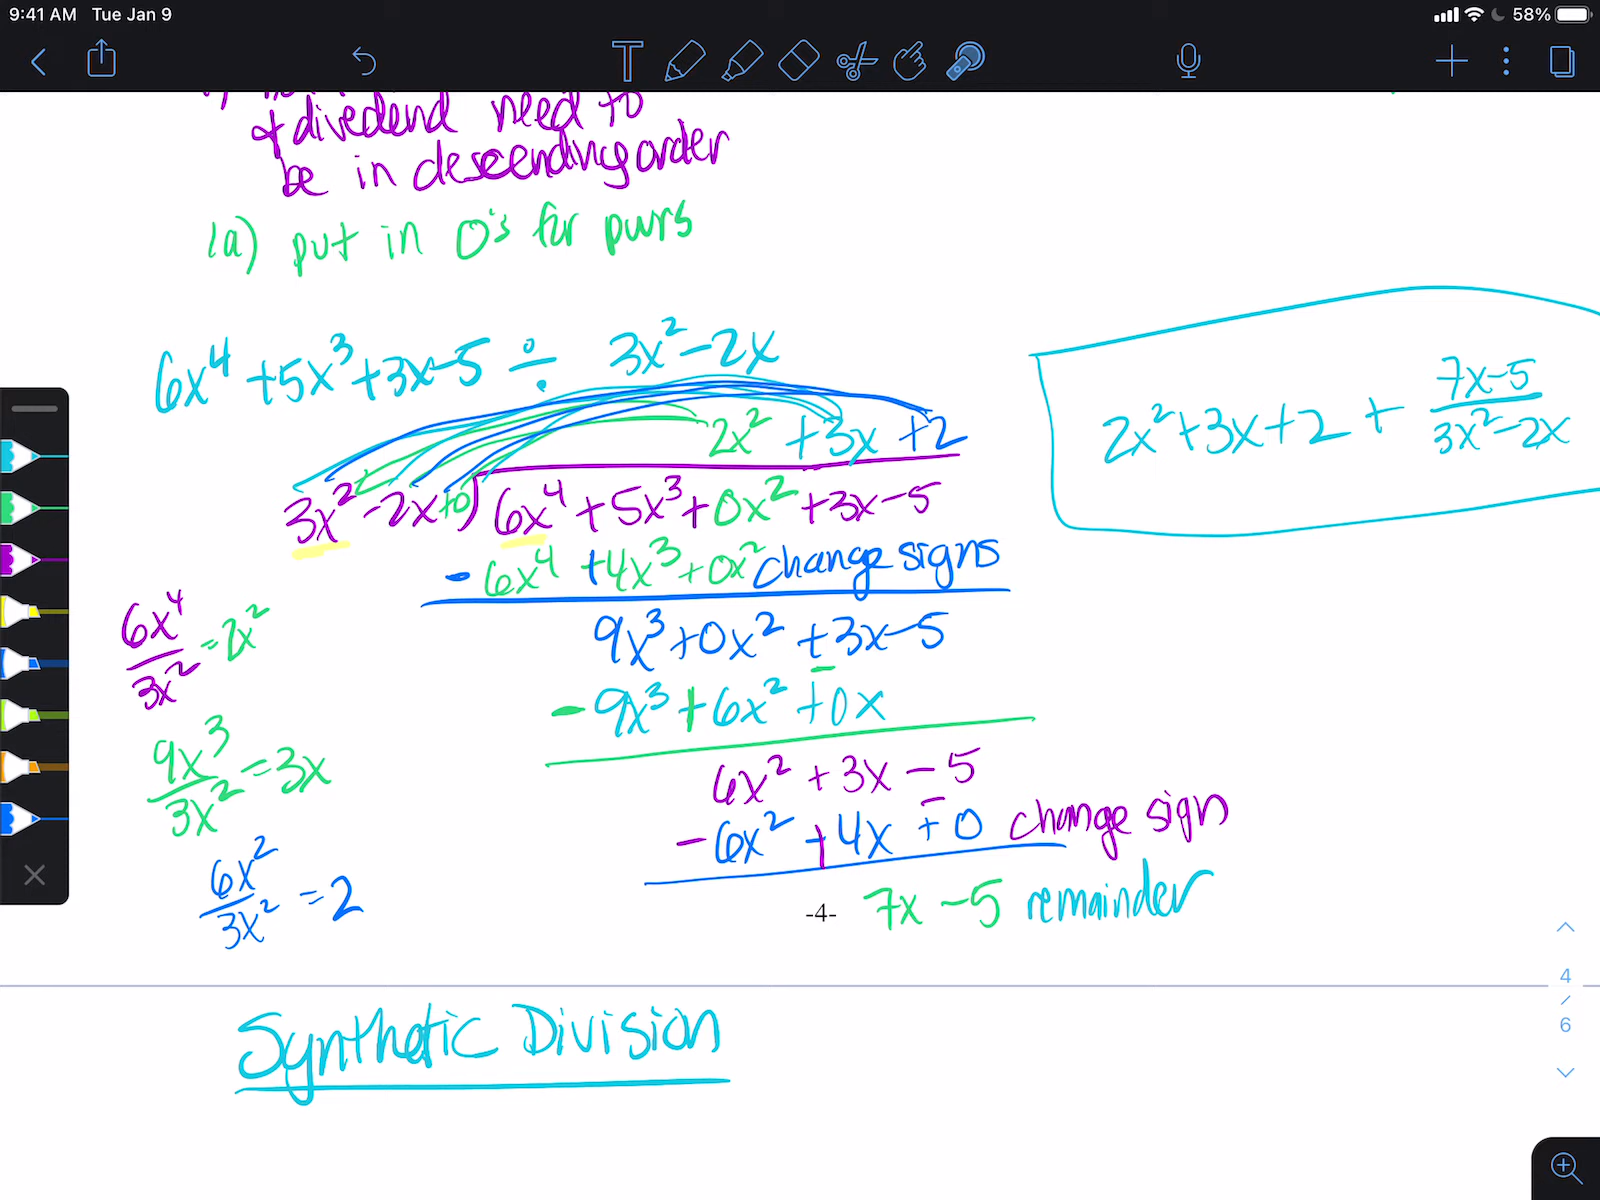 9:41 AM Tue Jan 9
58%
T
& dividend need to
be in descending order
1a) put in 0's for pwrs
6x⁴ + 5x³ + 3x - 5 ÷ 3x² - 2x
2x² + 3x + 2
3x² - 2x + 0) 6x⁴ + 5x³ + 0x² + 3x - 5
- 6x⁴ + 4x³ + 0x² change signs
9x³ + 0x² + 3x - 5
- 9x³ + 6x² + 0x
6x² + 3x - 5
- 6x² + 4x + 0 change sign
-4- 7x - 5 remainder
6x⁴/3x² = 2x²
9x³/3x² = 3x
6x²/3x² = 2
2x² + 3x + 2 + (7x - 5)/(3x² - 2x)
4
/
6
Synthetic Division